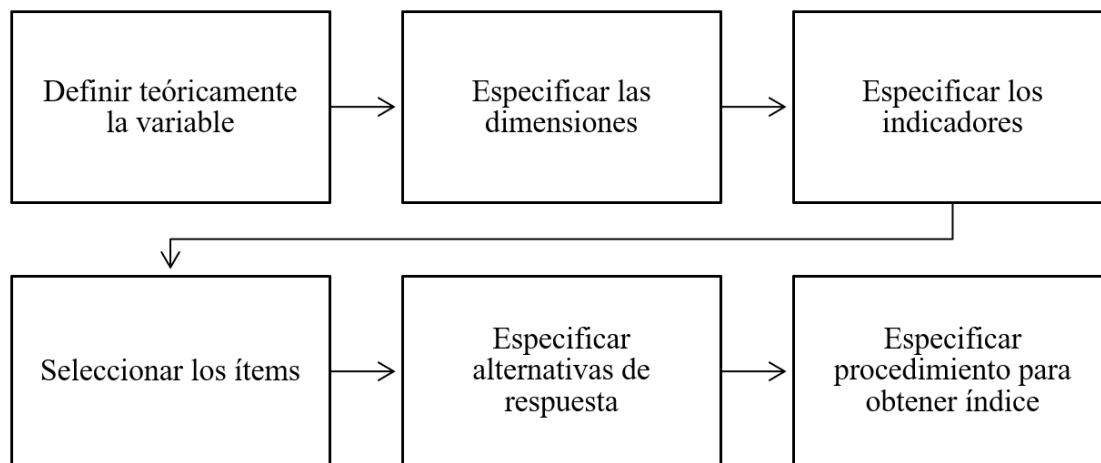 Definir teóricamente
la variable
Especificar las
dimensiones
Especificar los
indicadores
Seleccionar los ítems
Especificar
alternativas de
respuesta
Especificar
procedimiento para
obtener índice